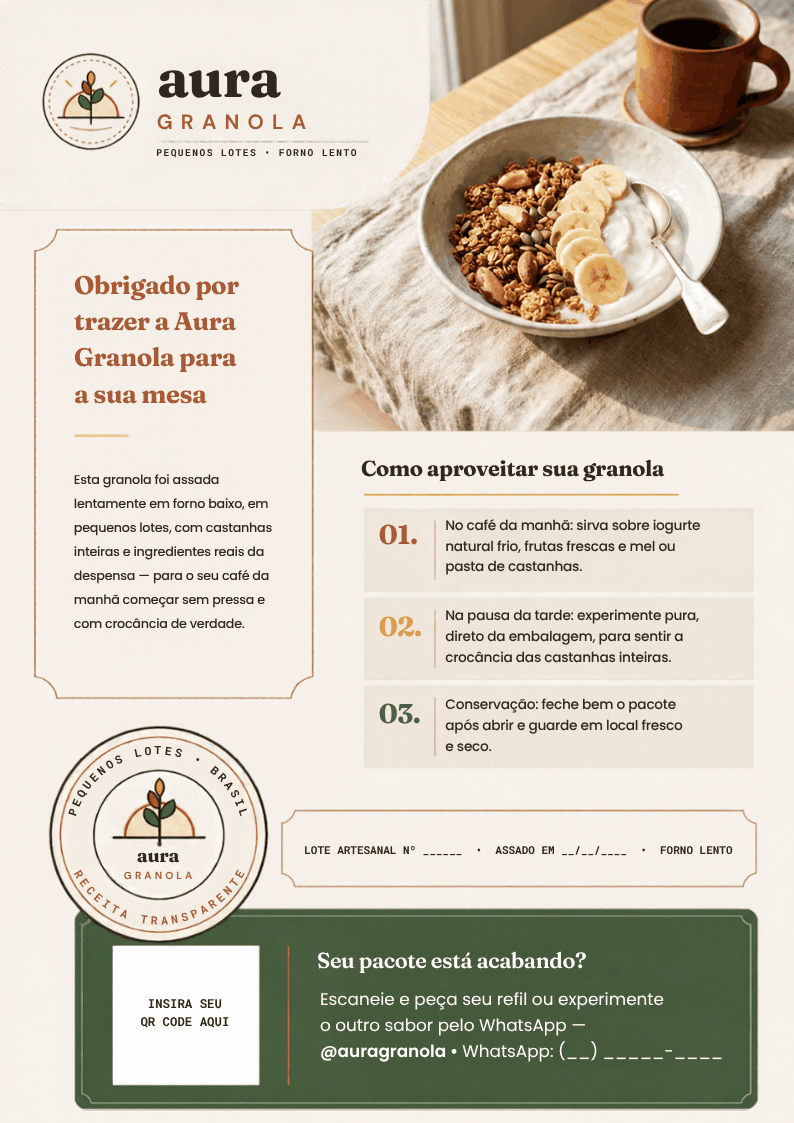 aura
GRANOLA
PEQUENOS LOTES • FORNO LENTO
Obrigado por
trazer a Aura
Granola para
a sua mesa
Esta granola foi assada
lentamente em forno baixo, em
pequenos lotes, com castanhas
inteiras e ingredientes reais da
despensa — para o seu café da
manhã começar sem pressa e
com crocância de verdade.
Como aproveitar sua granola
01.
No café da manhã: sirva sobre iogurte
natural frio, frutas frescas e mel ou
pasta de castanhas.
02.
Na pausa da tarde: experimente pura,
direto da embalagem, para sentir a
crocância das castanhas inteiras.
03.
Conservação: feche bem o pacote
após abrir e guarde em local fresco
e seco.
PEQUENOS LOTES • BRASIL
aura
GRANOLA
RECEITA TRANSPARENTE
LOTE ARTESANAL Nº ______ • ASSADO EM __/__/____ • FORNO LENTO
INSIRA SEU
QR CODE AQUI
Seu pacote está acabando?
Escaneie e peça seu refil ou experimente
o outro sabor pelo WhatsApp —
@auragranola • WhatsApp: (__) _____-____